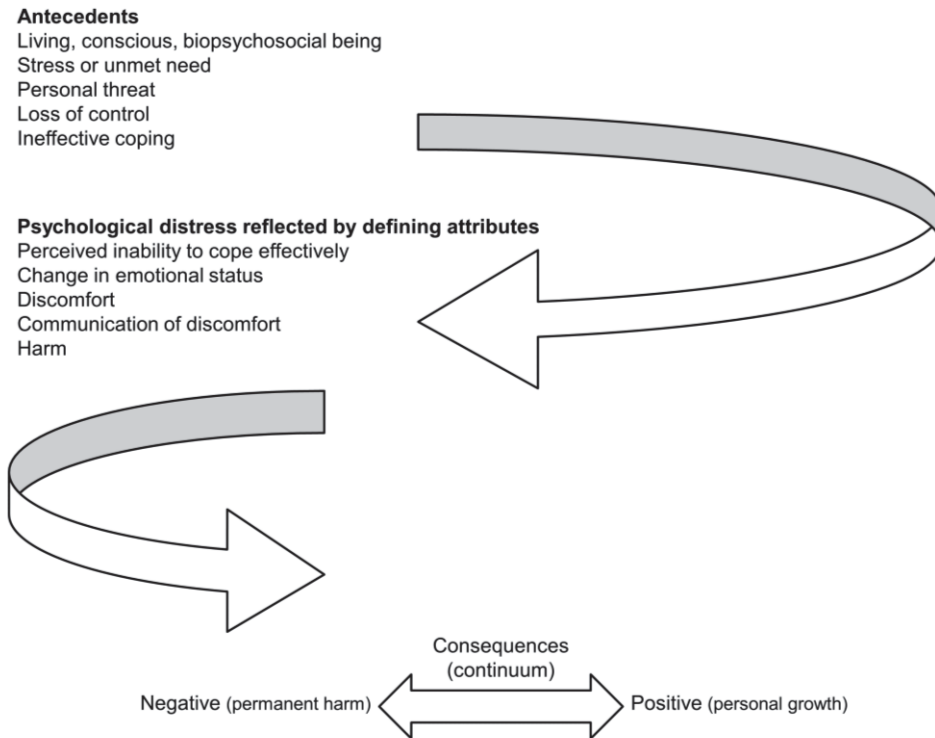 Antecedents
Living, conscious, biopsychosocial being
Stress or unmet need
Personal threat
Loss of control
Ineffective coping
Psychological distress reflected by defining attributes
Perceived inability to cope effectively
Change in emotional status
Discomfort
Communication of discomfort
Harm
Consequences
(continuum)
Negative (permanent harm)
Positive (personal growth)